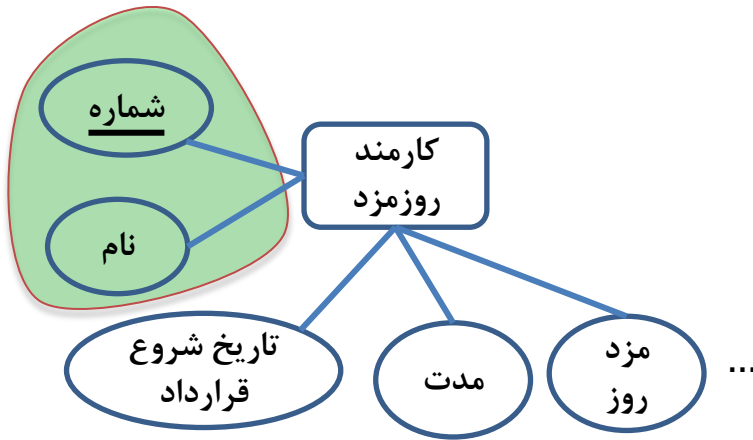 شماره
کارمند
روزمزد
نام
تاریخ شروع
قرارداد
مدت
مزد
روز
...